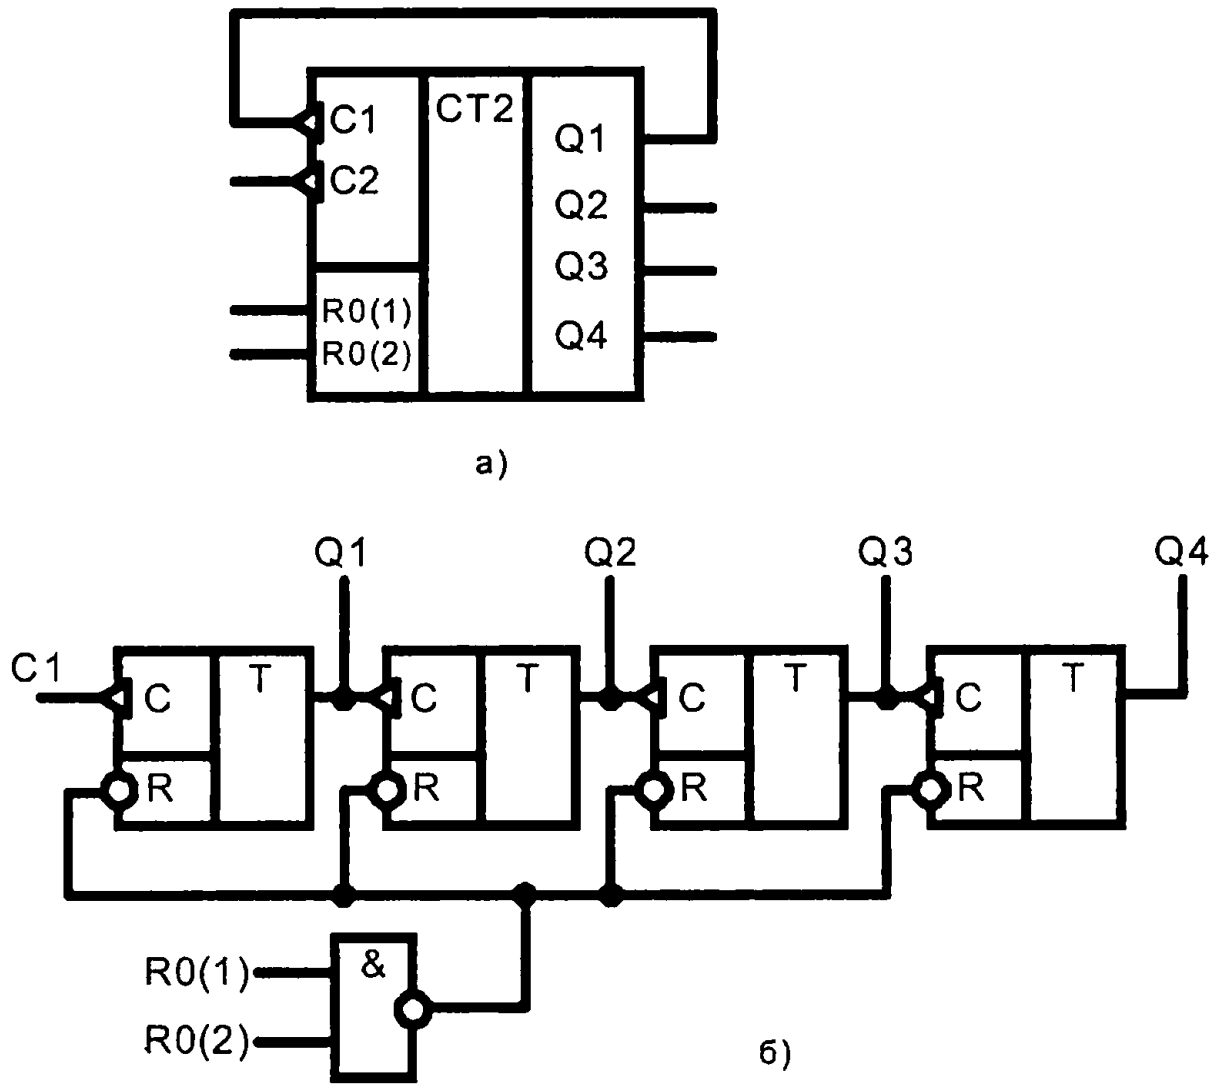 C1 CT2 Q1
C2 Q2
Q3
R0(1)
R0(2) Q4
а)
Q1 Q2 Q3 Q4
C1 C T C T C T C T
R R R R
R0(1) &
R0(2)
б)